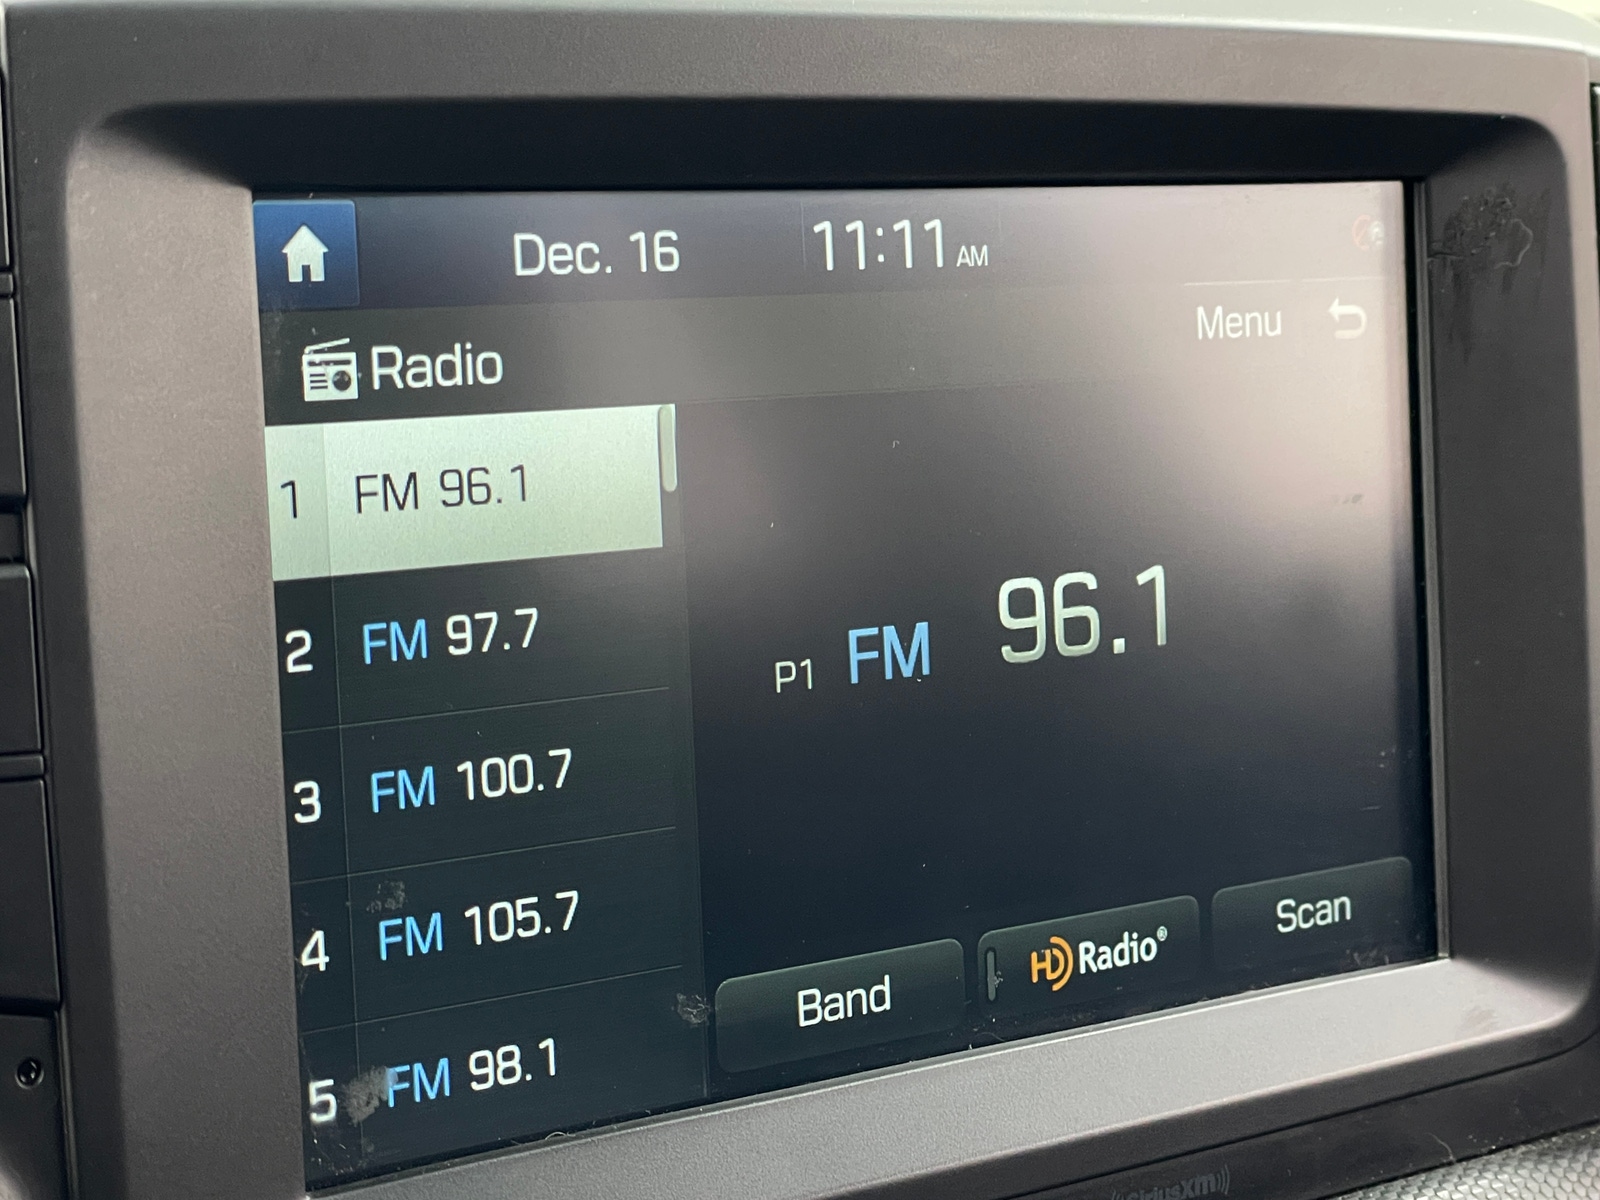 Dec. 16 11:11 AM
Menu
Radio
1 FM 96.1
2 FM 97.7
3 FM 100.7
4 FM 105.7
5 FM 98.1
P1 FM 96.1
Band HD Radio® Scan
SiriusXM